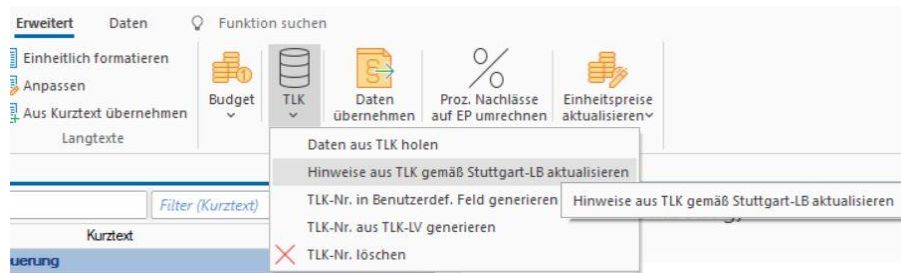 Erweitert Daten Funktion suchen
Einheitlich formatieren
Anpassen
Aus Kurztext übernehmen
Langtexte
Budget
TLK
Daten
übernehmen
Proz. Nachlässe
auf EP umrechnen
Einheitspreise
aktualisieren
Daten aus TLK holen
Hinweise aus TLK gemäß Stuttgart-LB aktualisieren
TLK-Nr. in Benutzerdef. Feld generieren
Hinweise aus TLK gemäß Stuttgart-LB aktualisieren
TLK-Nr. aus TLK-LV generieren
TLK-Nr. löschen
Filter (Kurztext)
Kurztext
uerung